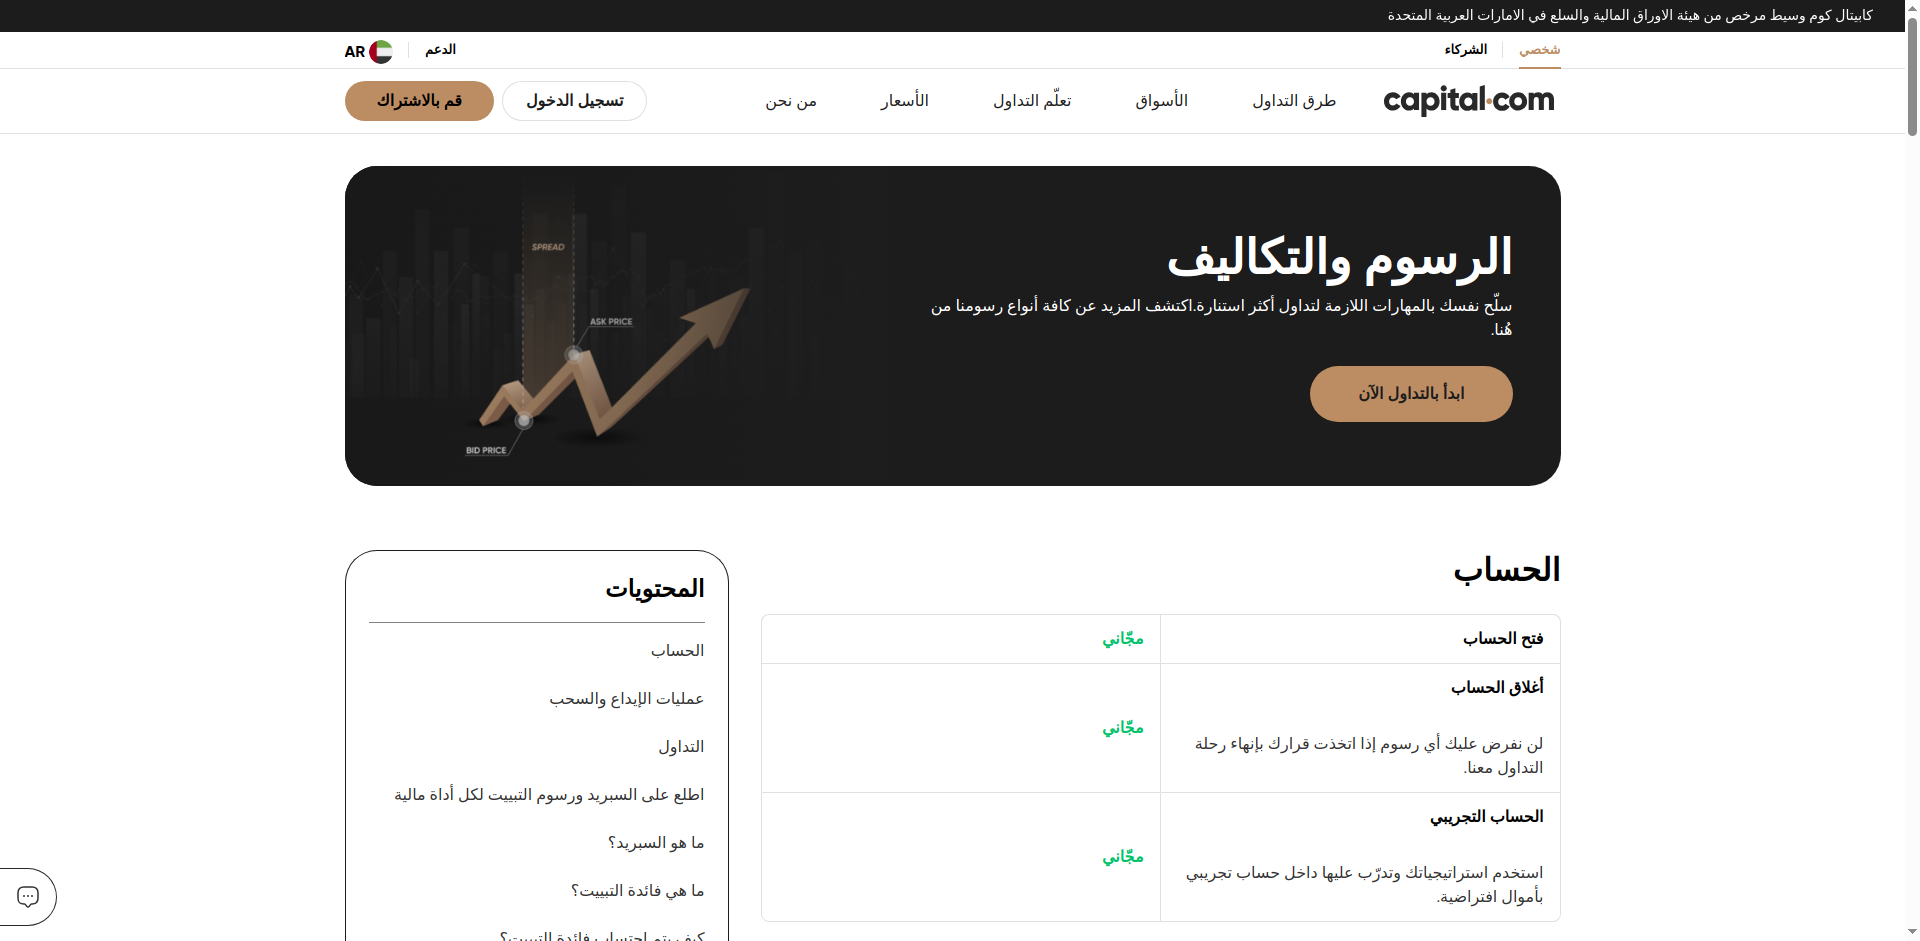 كابيتال كوم وسيط مرخص من هيئة الاوراق المالية والسلع في الامارات العربية المتحدة
شخصي
الشركاء
الدعم
AR
capital.com
طرق التداول
الأسواق
تعلّم التداول
الأسعار
من نحن
تسجيل الدخول
قم بالاشتراك
الرسوم والتكاليف
سلّح نفسك بالمهارات اللازمة لتداول أكثر استنارة.اكتشف المزيد عن كافة أنواع رسومنا من
هُنا.
ابدأ بالتداول الآن
SPREAD
ASK PRICE
BID PRICE
الحساب
فتح الحساب
مجّاني
أغلاق الحساب
لن نفرض عليك أي رسوم إذا اتخذت قرارك بإنهاء رحلة
التداول معنا.
مجّاني
الحساب التجريبي
استخدم استراتيجياتك وتدرّب عليها داخل حساب تجريبي
بأموال افتراضية.
مجّاني
المحتويات
الحساب
عمليات الإيداع والسحب
التداول
اطلع على السبريد ورسوم التبييت لكل أداة مالية
ما هو السبريد؟
ما هي فائدة التبييت؟
كيف يتم احتساب فائدة التبييت؟